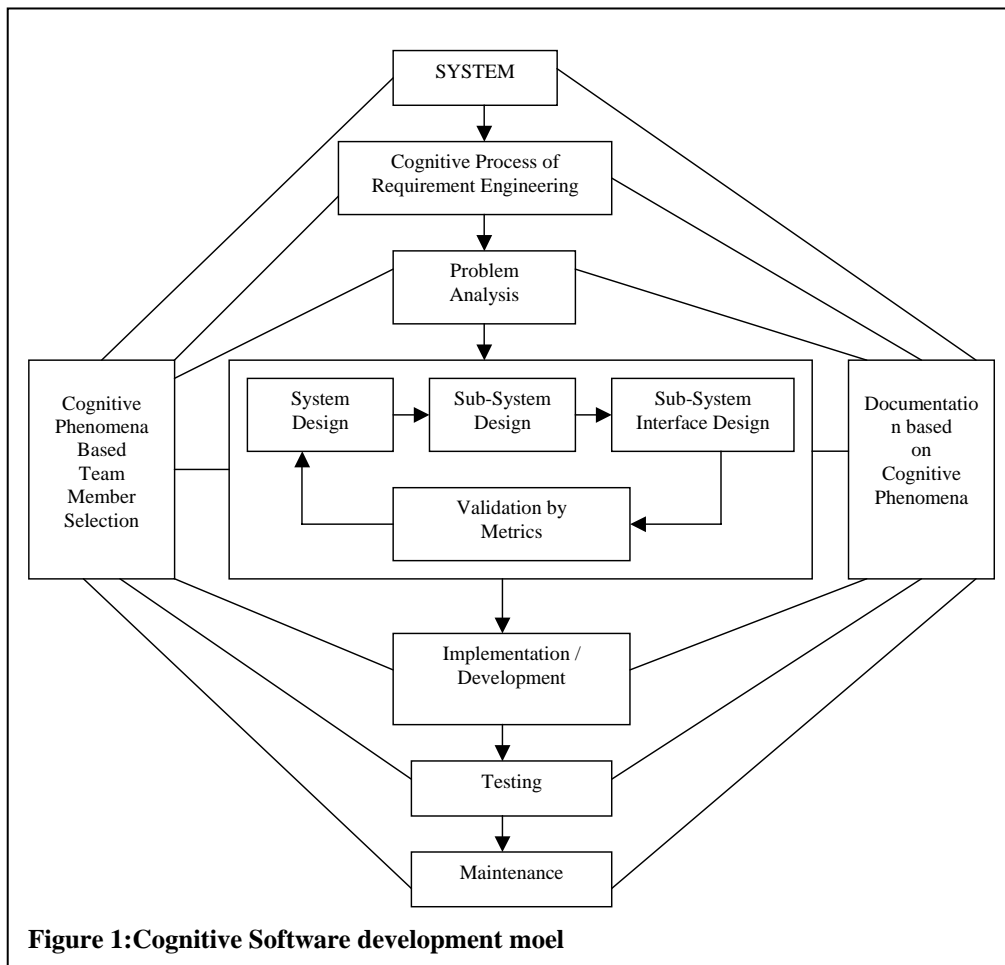 SYSTEM
Cognitive Process of
Requirement Engineering
Problem
Analysis
Cognitive
Phenomena
Based
Team
Member
Selection
System
Design
Sub-System
Design
Sub-System
Interface Design
Validation by
Metrics
Documentatio
n based
on
Cognitive
Phenomena
Implementation /
Development
Testing
Maintenance
Figure 1:Cognitive Software development moel